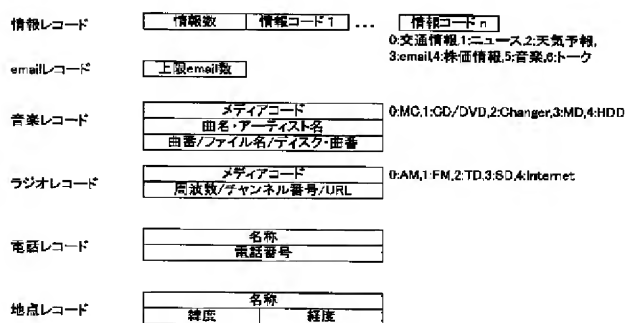 情報レコード 情報数 情報コード1 ... 情報コードn
0:交通情報,1:ニュース,2:天気予報,
3:email,4:株価情報,5:音楽,6:トーク
emailレコード 上限email数
音楽レコード メディアコード 0:MC,1:CD/DVD,2:Changer,3:MD,4:HDD
曲名・アーティスト名
曲番/ファイル名/ディスク・曲番
ラジオレコード メディアコード 0:AM,1:FM,2:TD,3:SD,4:Internet
周波数/チャンネル番号/URL
電話レコード 名称
電話番号
地点レコード 名称
緯度 経度